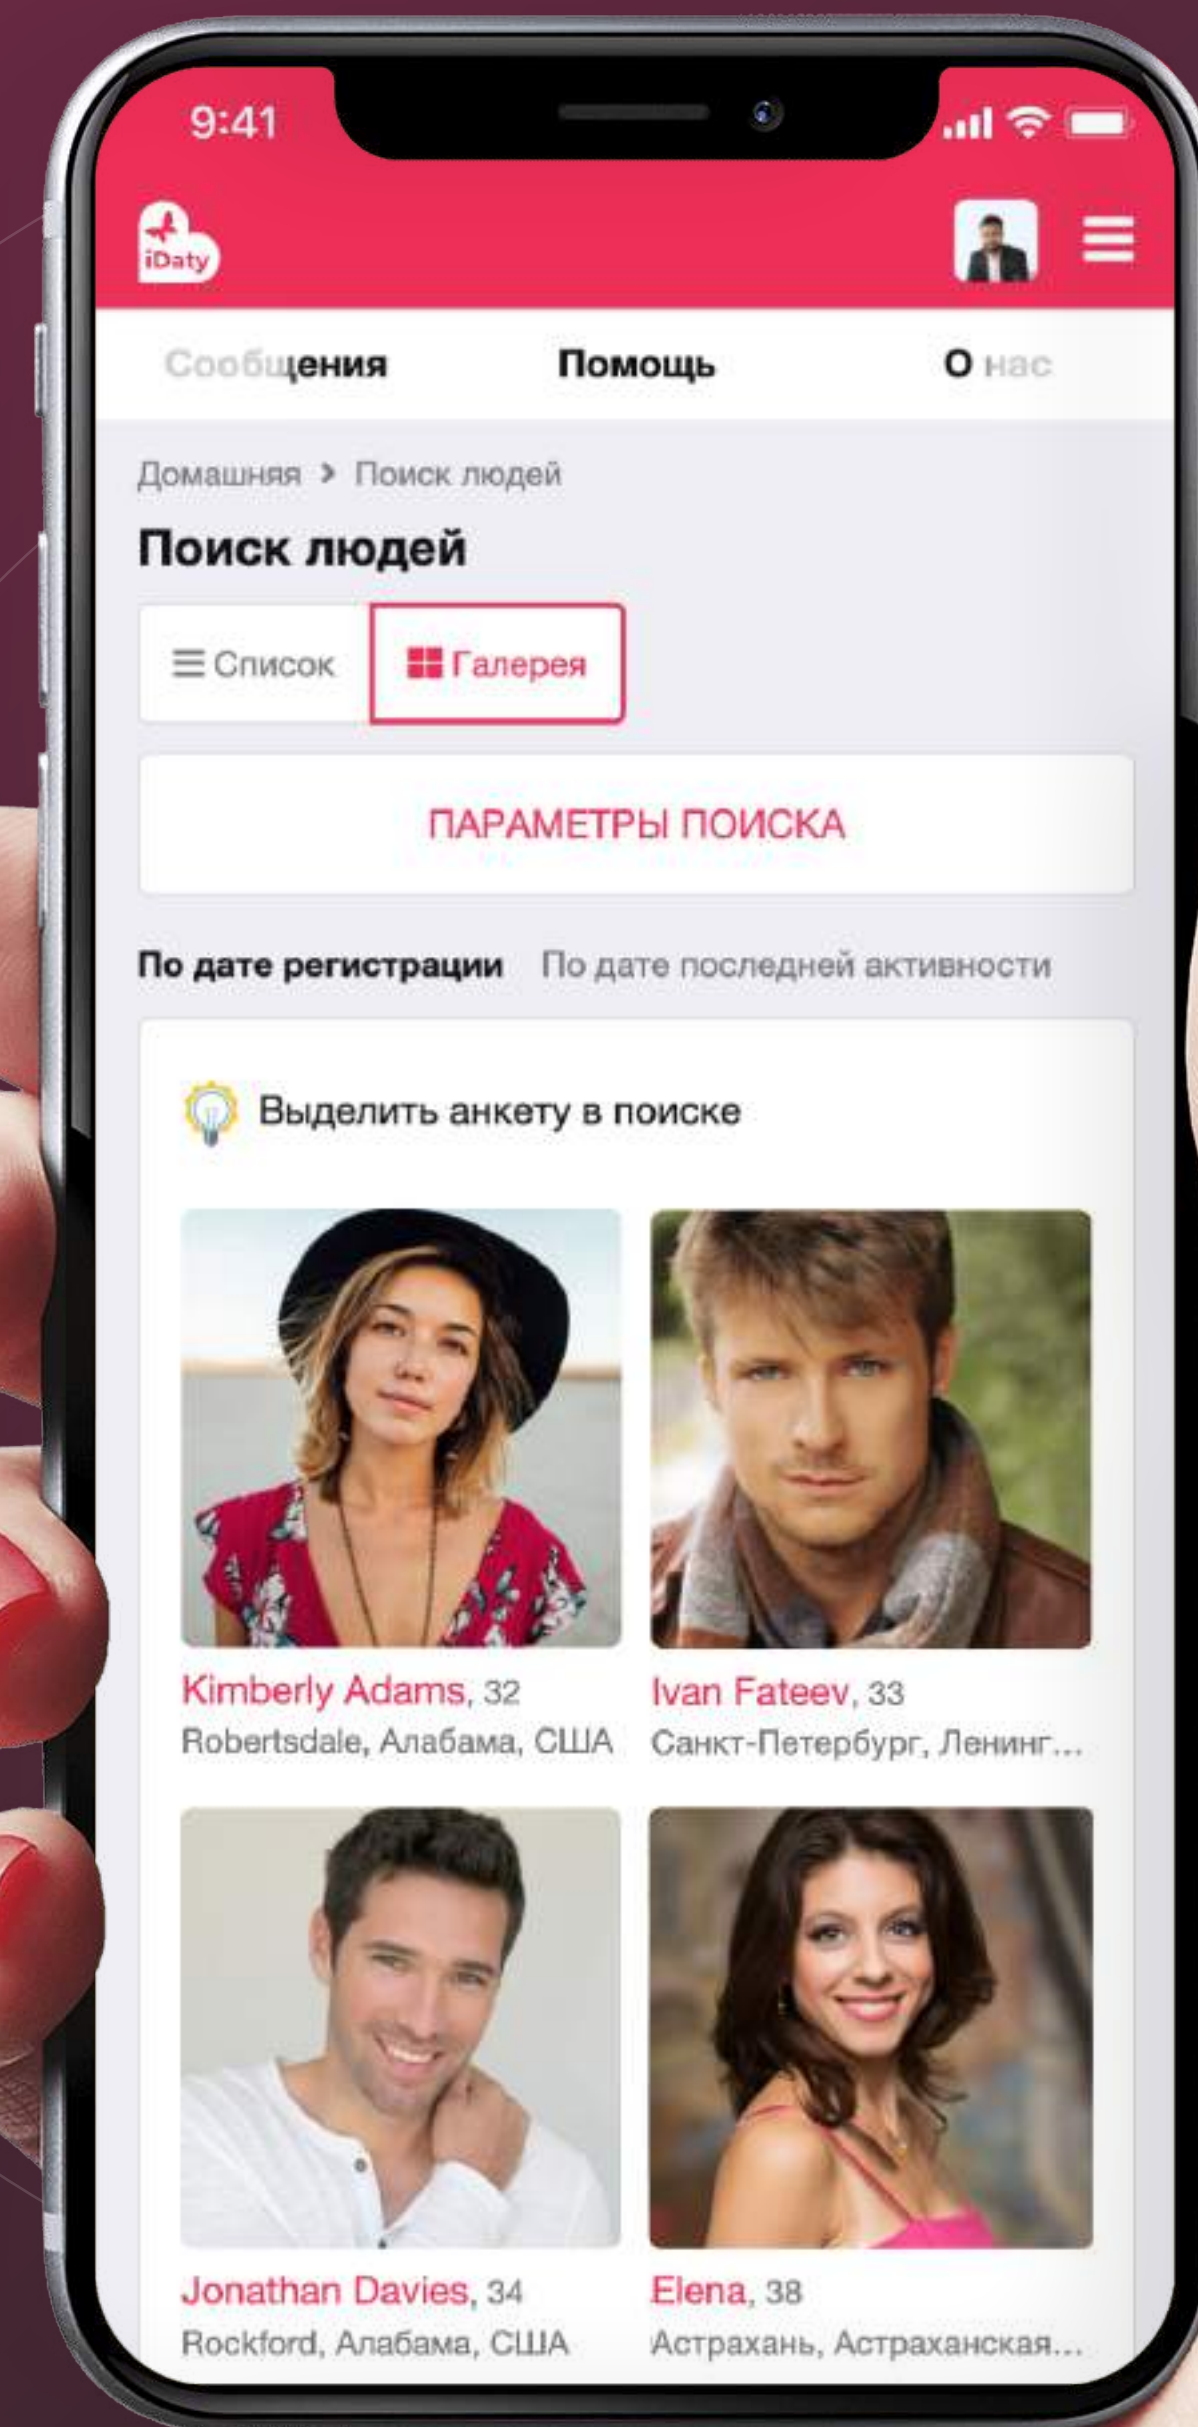 9:41
iDaty
Сообщения Помощь О нас
Домашняя > Поиск людей
Поиск людей
Список Галерея
ПАРАМЕТРЫ ПОИСКА
По дате регистрации По дате последней активности
Выделить анкету в поиске
Kimberly Adams, 32 Ivan Fateev, 33
Robertsdale, Алабама, США Санкт-Петербург, Ленинг...
Jonathan Davies, 34 Elena, 38
Rockford, Алабама, США Астрахань, Астраханская...